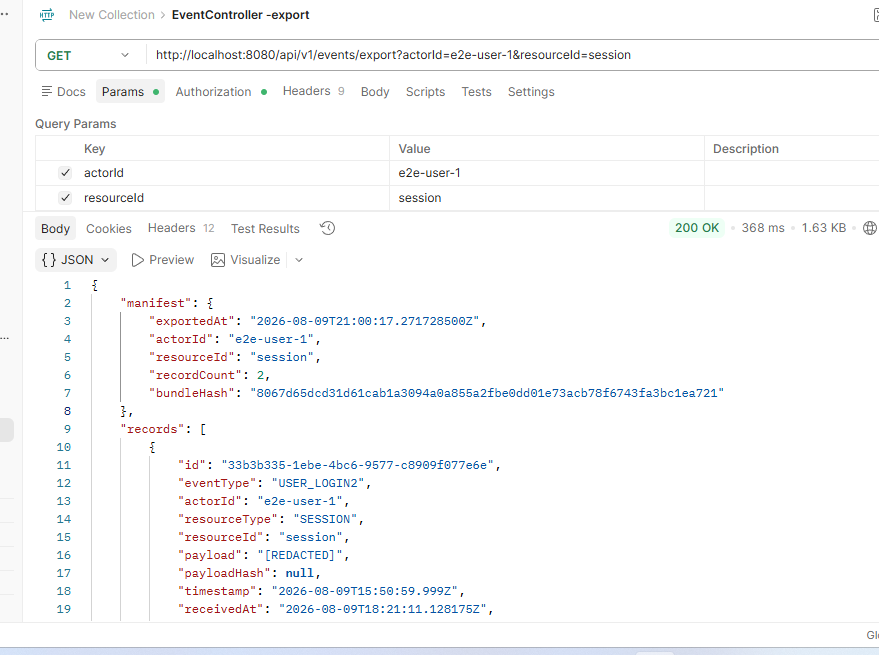 HTTP New Collection > EventController -export
GET http://localhost:8080/api/v1/events/export?actorId=e2e-user-1&resourceId=session
Docs Params Authorization Headers 9 Body Scripts Tests Settings
Query Params
Key Value Description
actorId e2e-user-1
resourceId session
Body Cookies Headers 12 Test Results 200 OK • 368 ms • 1.63 KB •
{ } JSON Preview Visualize
1 {
2 "manifest": {
3 "exportedAt": "2026-08-09T21:00:17.271728500Z",
4 "actorId": "e2e-user-1",
5 "resourceId": "session",
6 "recordCount": 2,
7 "bundleHash": "8067d65dcd31d61cab1a3094a0a855a2fbe0dd01e73acb78f6743fa3bc1ea721"
8 },
9 "records": [
10 {
11 "id": "33b3b335-1ebe-4bc6-9577-c8909f077e6e",
12 "eventType": "USER_LOGIN2",
13 "actorId": "e2e-user-1",
14 "resourceType": "SESSION",
15 "resourceId": "session",
16 "payload": "[REDACTED]",
17 "payloadHash": null,
18 "timestamp": "2026-08-09T15:50:59.999Z",
19 "receivedAt": "2026-08-09T18:21:11.128175Z",